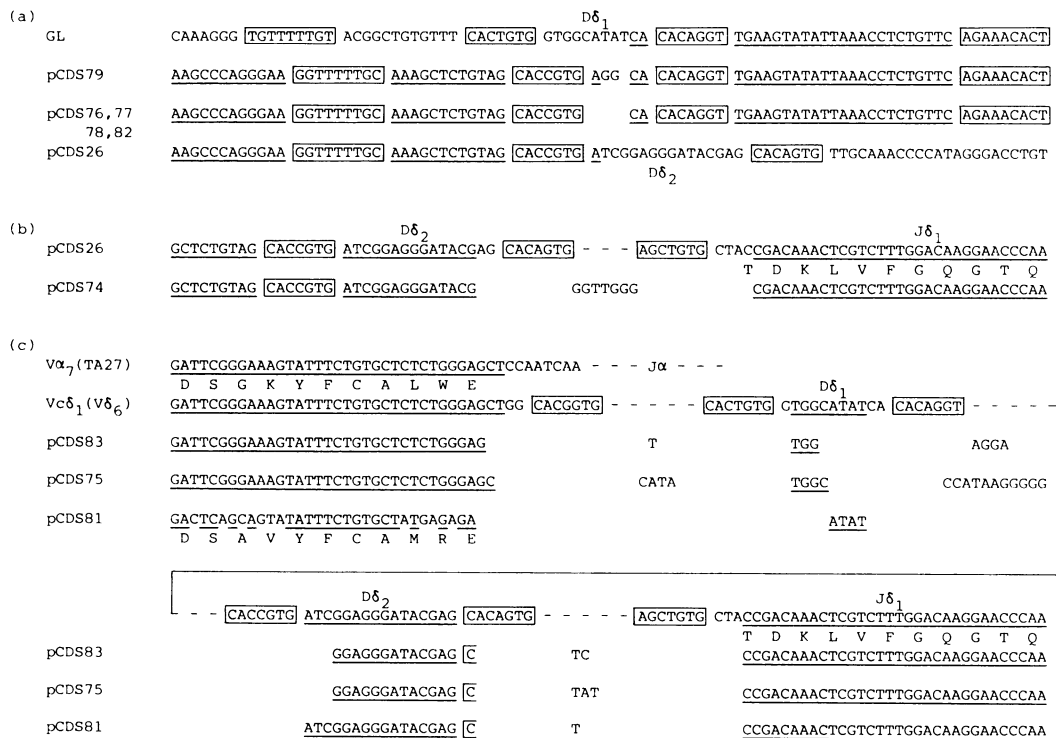 (a)
Dδ1
GL CAAAGGG TGTTTTTGT ACGGCTGTGTTT CACTGTG GTGGCATATCA CACAGGT TGAAGTATATTAAACCTCTGTTC AGAAACACT
pCDS79 AAGCCCAGGGAA GGTTTTTGC AAAGCTCTGTAG CACCGTG AGG CA CACAGGT TGAAGTATATTAAACCTCTGTTC AGAAACACT
pCDS76,77 AAGCCCAGGGAA GGTTTTTGC AAAGCTCTGTAG CACCGTG CA CACAGGT TGAAGTATATTAAACCTCTGTTC AGAAACACT
78,82
pCDS26 AAGCCCAGGGAA GGTTTTTGC AAAGCTCTGTAG CACCGTG ATCGGAGGGATACGAG CACAGTG TTGCAAACCCCATAGGGACCTGT
Dδ2
(b)
Dδ2 Jδ1
pCDS26 GCTCTGTAG CACCGTG ATCGGAGGGATACGAG CACAGTG - - - AGCTGTG CTACCGACAAACTCGTCTTTGGACAAGGAACCCAA
T D K L V F G Q G T Q
pCDS74 GCTCTGTAG CACCGTG ATCGGAGGGATACG GGTTGGG CGACAAACTCGTCTTTGGACAAGGAACCCAA
(c)
Vα7(TA27) GATTCGGGAAAGTATTTCTGTGCTCTCTGGGAGCTCCAATCAA - - - Jα - - -
D S G K Y F C A L W E
Dδ1
Vcδ1(Vδ6) GATTCGGGAAAGTATTTCTGTGCTCTCTGGGAGCTGG CACGGTG - - - - - CACTGTG GTGGCATATCA CACAGGT - - - - -
pCDS83 GATTCGGGAAAGTATTTCTGTGCTCTCTGGGAG T TGG AGGA
pCDS75 GATTCGGGAAAGTATTTCTGTGCTCTCTGGGAGC CATA TGGC CCATAAGGGGG
pCDS81 GACTCAGCAGTATATTTCTGTGCTATGAGAGA ATAT
D S A V Y F C A M R E
Dδ2 Jδ1
- - - CACCGTG ATCGGAGGGATACGAG CACAGTG - - - - - AGCTGTG CTACCGACAAACTCGTCTTTGGACAAGGAACCCAA
T D K L V F G Q G T Q
pCDS83 GGAGGGATACGAG C TC CCGACAAACTCGTCTTTGGACAAGGAACCCAA
pCDS75 GGAGGGATACGAG C TAT CCGACAAACTCGTCTTTGGACAAGGAACCCAA
pCDS81 ATCGGAGGGATACGAG C T CCGACAAACTCGTCTTTGGACAAGGAACCCAA